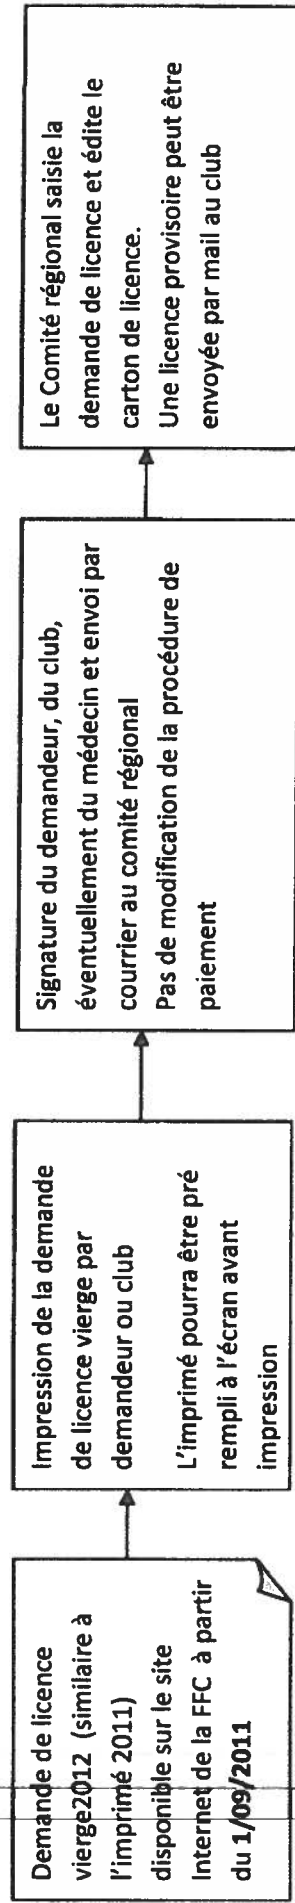 Demande de licence
vierge2012 (similaire à
l'imprimé 2011)
disponible sur le site
Internet de la FFC à partir
du 1/09/2011
Impression de la demande
de licence vierge par
demandeur ou club
L'imprimé pourra être pré
rempli à l'écran avant
impression
Signature du demandeur, du club,
éventuellement du médecin et envoi par
courrier au comité régional
Pas de modification de la procédure de
paiement
Le Comité régional saisie la
demande de licence et édite le
carton de licence.
Une licence provisoire peut être
envoyée par mail au club